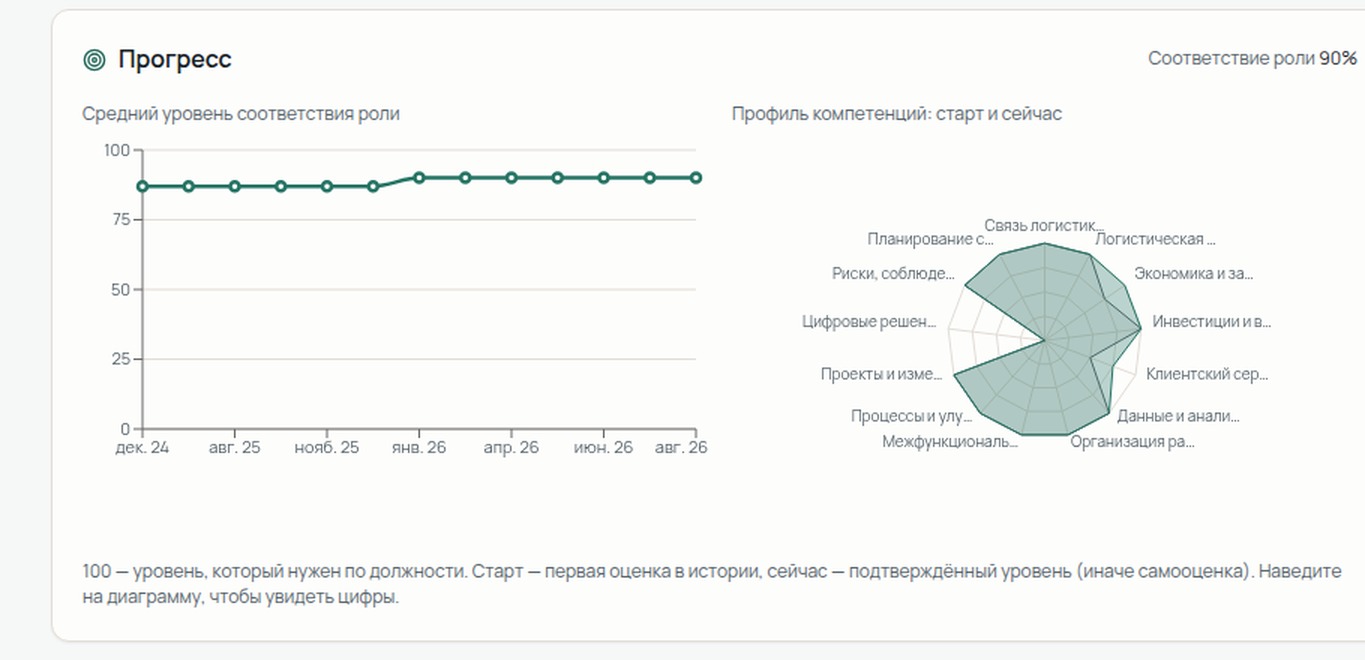 Прогресс
Соответствие роли 90%
Средний уровень соответствия роли
Профиль компетенций: старт и сейчас
100
75
50
25
0
дек. 24
авг. 25
нояб. 25
янв. 26
апр. 26
июн. 26
авг. 26
Связь логистик...
Логистическая ...
Экономика и за...
Инвестиции и в...
Клиентский сер...
Данные и анали...
Организация ра...
Межфункциональ...
Процессы и улу...
Проекты и изме...
Цифровые решен...
Риски, соблюде...
Планирование с...
100 — уровень, который нужен по должности. Старт — первая оценка в истории, сейчас — подтверждённый уровень (иначе самооценка). Наведите
на диаграмму, чтобы увидеть цифры.